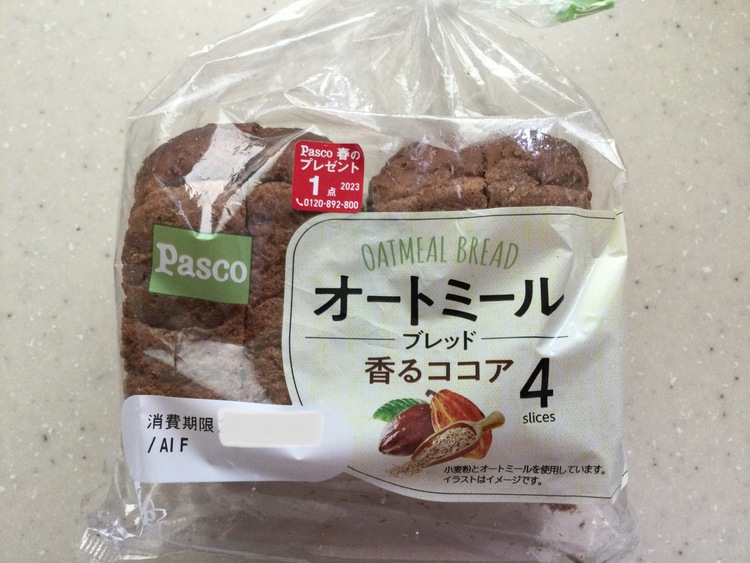 Pasco 春の
プレゼント
1点 2023
0120-892-800
Pasco
OATMEAL BREAD
オートミール
ブレッド
香るココア
4
slices
消費期限
/AI F
小麦粉とオートミールを使用しています。
イラストはイメージです。